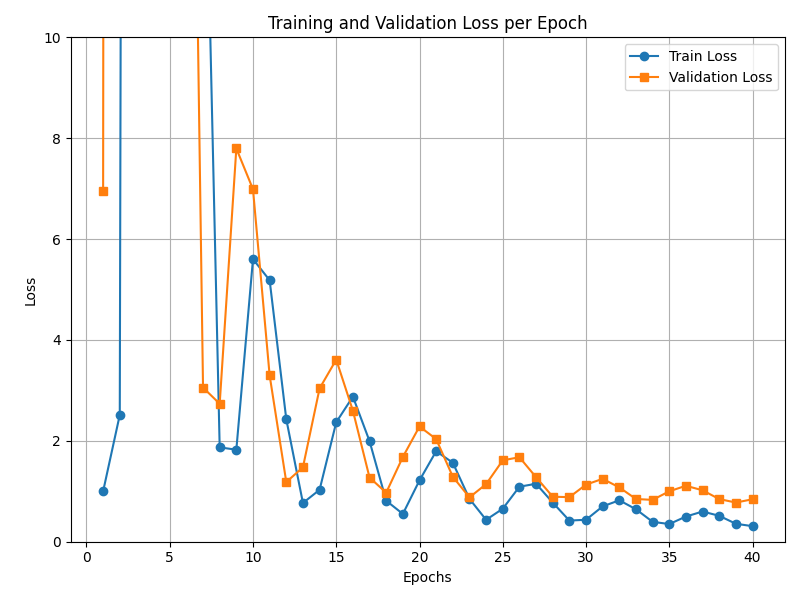 Training and Validation Loss per Epoch
Train Loss
Validation Loss
Loss
10
8
6
4
2
0
0 5 10 15 20 25 30 35 40
Epochs